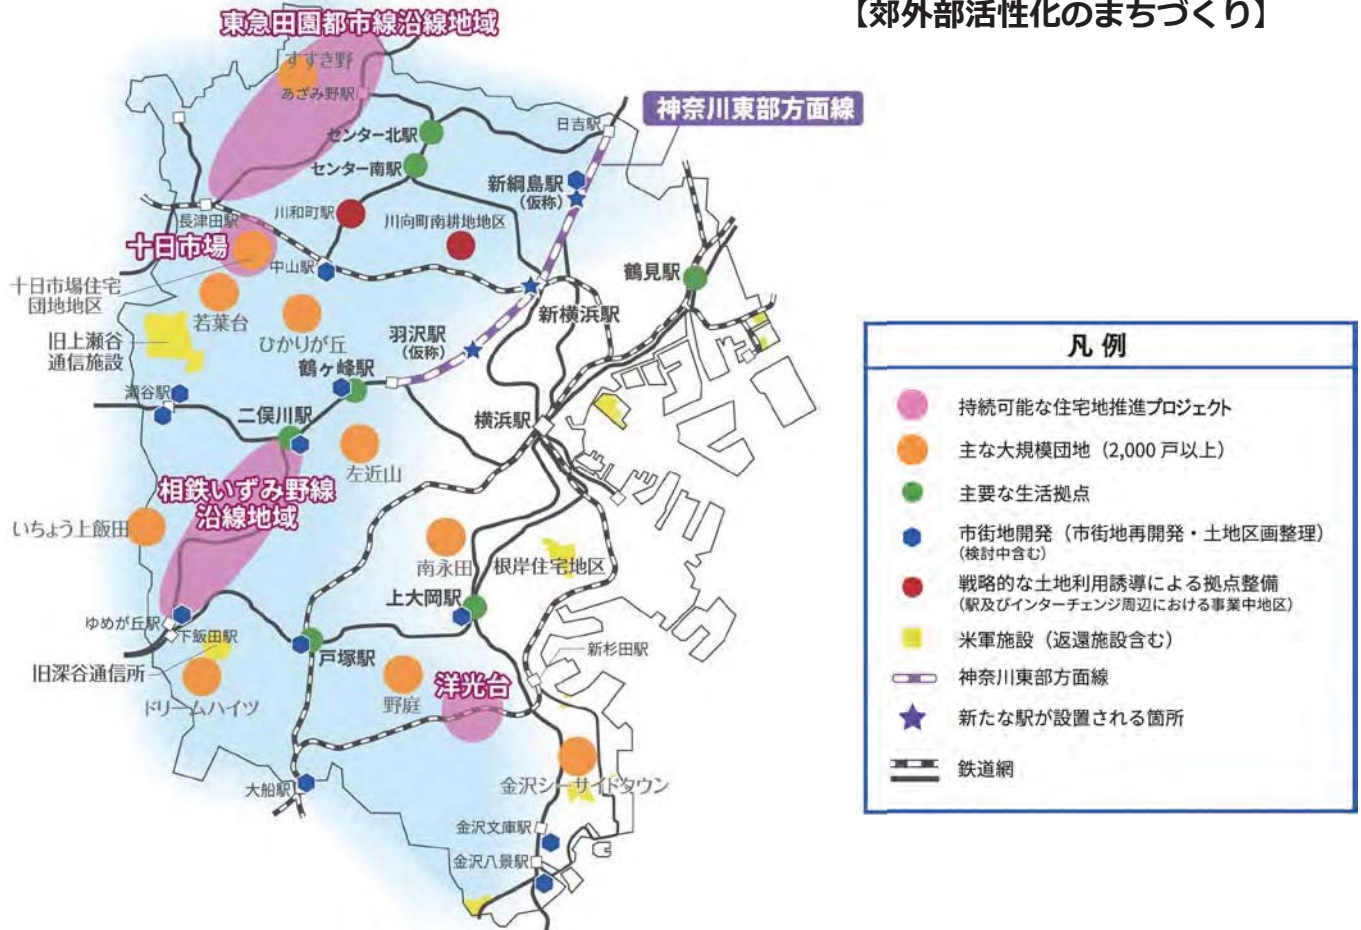 【郊外部活性化のまちづくり】
東急田園都市線沿線地域
すすき野
あざみ野駅
神奈川東部方面線
日吉駅
センター北駅
センター南駅
新綱島駅
(仮称)
長津田駅
川和町駅
川向町南耕地地区
十日市場
中山駅
鶴見駅
十日市場住宅
団地地区
若葉台
ひかりが丘
新横浜駅
羽沢駅
(仮称)
旧上瀬谷
通信施設
鶴ヶ峰駅
瀬谷駅
二俣川駅
横浜駅
左近山
相鉄いずみ野線
沿線地域
いちょう上飯田
南永田
根岸住宅地区
上大岡駅
ゆめが丘駅
下飯田駅
戸塚駅
新杉田駅
旧深谷通信所
ドリームハイツ
野庭
洋光台
大船駅
金沢シーサイドタウン
金沢文庫駅
金沢八景駅
凡例
持続可能な住宅地推進プロジェクト
主な大規模団地(2,000戸以上)
主要な生活拠点
市街地開発(市街地再開発・土地区画整理)
(検討中含む)
戦略的な土地利用誘導による拠点整備
(駅及びインターチェンジ周辺における事業中地区)
米軍施設(返還施設含む)
神奈川東部方面線
新たな駅が設置される箇所
鉄道網